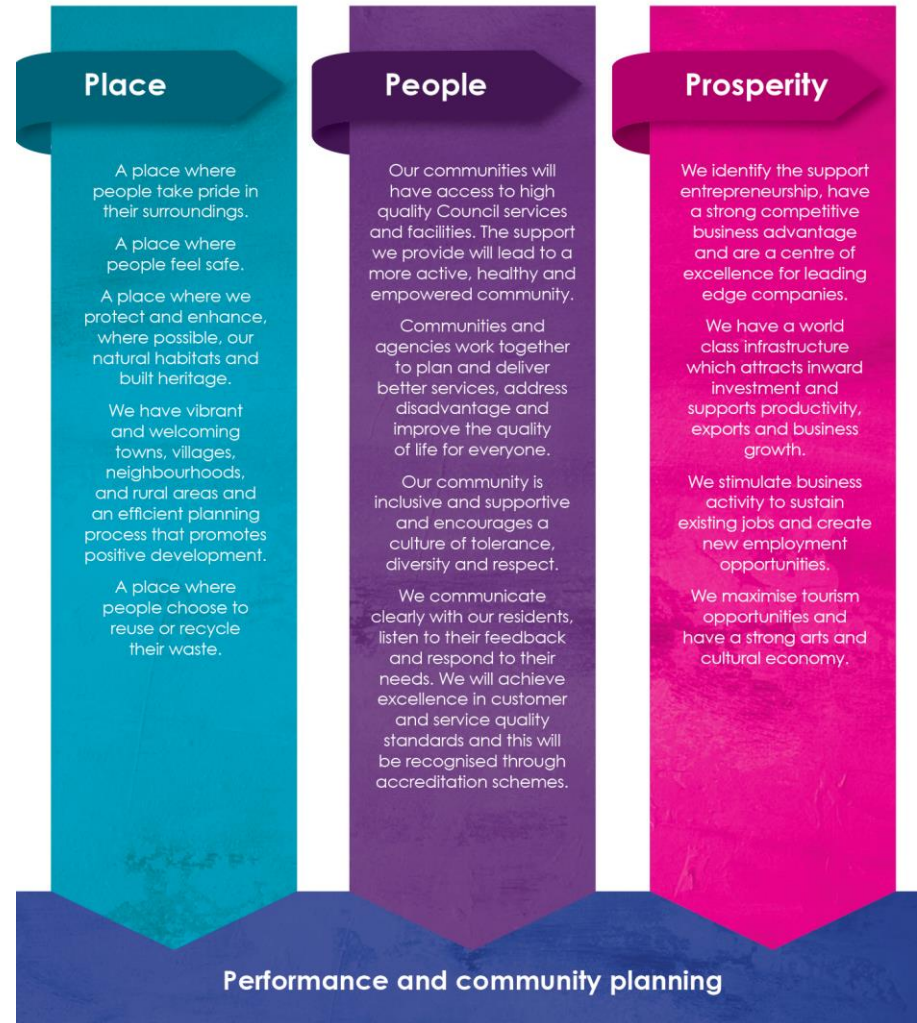 Place
A place where
people take pride in
their surroundings.
A place where
people feel safe.
A place where we
protect and enhance,
where possible, our
natural habitats and
built heritage.
We have vibrant
and welcoming
towns, villages,
neighbourhoods,
and rural areas and
an efficient planning
process that promotes
positive development.
A place where
people choose to
reuse or recycle
their waste.
People
Our communities will
have access to high
quality Council services
and facilities. The support
we provide will lead to a
more active, healthy and
empowered community.
Communities and
agencies work together
to plan and deliver
better services, address
disadvantage and
improve the quality
of life for everyone.
Our community is
inclusive and supportive
and encourages a
culture of tolerance,
diversity and respect.
We communicate
clearly with our residents,
listen to their feedback
and respond to their
needs. We will achieve
excellence in customer
and service quality
standards and this will
be recognised through
accreditation schemes.
Prosperity
We identify the support
entrepreneurship, have
a strong competitive
business advantage
and are a centre of
excellence for leading
edge companies.
We have a world
class infrastructure
which attracts inward
investment and
supports productivity,
exports and business
growth.
We stimulate business
activity to sustain
existing jobs and create
new employment
opportunities.
We maximise tourism
opportunities and
have a strong arts and
cultural economy.
Performance and community planning